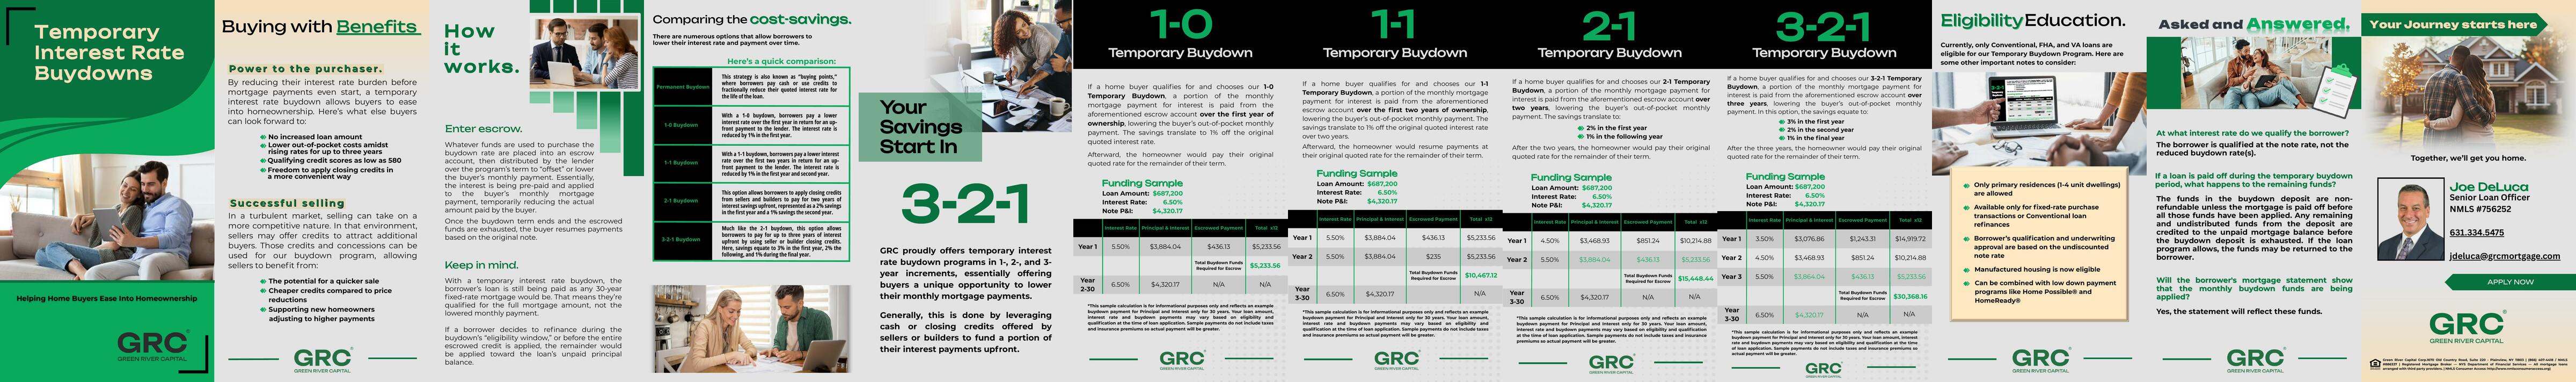 Temporary
Interest Rate
Buydowns
Helping Home Buyers Ease Into Homeownership
GRC
GREEN RIVER CAPITAL
Buying with Benefits
Power to the purchaser.
By reducing their interest rate burden before
mortgage payments even start, a temporary
interest rate buydown allows buyers to ease
into homeownership. Here's what else buyers
can look forward to:
No increased loan amount
Lower out-of-pocket costs amidst
rising rates for up to three years
Qualifying credit scores as low as 580
Freedom to apply closing credits in
a more convenient way
Successful selling
In a turbulent market, selling can take on a
more competitive nature. In that environment,
sellers may offer credits to attract additional
buyers. Those credits and concessions can be
used for our buydown program, allowing
sellers to benefit from:
The potential for a quicker sale
Cheaper credits compared to price
reductions
Supporting new homeowners
adjusting to higher payments
GRC
GREEN RIVER CAPITAL
How
it
works.
Enter escrow.
Whatever funds are used to purchase the
buydown rate are placed into an escrow
account, then distributed by the lender
over the program's term to "offset" or lower
the buyer's monthly payment. Essentially,
the interest is being pre-paid and applied
to the buyer's monthly mortgage
payment, temporarily reducing the actual
amount paid by the buyer.
Once the buydown term ends and the escrowed
funds are exhausted, the buyer resumes payments
based on the original note.
Keep in mind.
With a temporary interest rate buydown, the
borrower's loan is still being paid as any 30-year
fixed-rate mortgage would be. That means they're
qualified for the full mortgage amount, not the
lowered monthly payment.
If a borrower decides to refinance during the
buydown's "eligibility window," or before the entire
escrowed credit is applied, the remainder would
be applied toward the loan's unpaid principal
balance.
Comparing the cost-savings.
There are numerous options that allow borrowers to
lower their interest rate and payment over time.
Here's a quick comparison:
Permanent Buydown
This strategy is also known as "buying points,"
where borrowers pay cash or use credits to
fractionally reduce their quoted interest rate for
the life of the loan.
1-0 Buydown
With a 1-0 buydown, borrowers pay a lower
interest rate over the first year in return for an up-
front payment to the lender. The interest rate is
reduced by 1% in the first year.
1-1 Buydown
With a 1-1 buydown, borrowers pay a lower interest
rate over the first two years in return for an up-
front payment to the lender. The interest rate is
reduced by 1% in the first year and second year.
2-1 Buydown
This option allows borrowers to apply closing credits
from sellers and builders to pay for two years of
interest savings upfront, represented as a 2% savings
in the first year and a 1% savings the second year.
3-2-1 Buydown
Much like the 2-1 buydown, this option allows
borrowers to pay for up to three years of interest
upfront by using seller or builder closing credits.
Here, savings equate to 3% in the first year, 2% the
following, and 1% during the final year.
Your
Savings
Start In
3-2-1
GRC proudly offers temporary interest
rate buydown programs in 1-, 2-, and 3-
year increments, essentially offering
buyers a unique opportunity to lower
their monthly mortgage payments.
Generally, this is done by leveraging
cash or closing credits offered by
sellers or builders to fund a portion of
their interest payments upfront.
1-0
Temporary Buydown
If a home buyer qualifies for and chooses our 1-0
Temporary Buydown, a portion of the monthly
mortgage payment for interest is paid from the
aforementioned escrow account over the first year of
ownership, lowering the buyer's out-of-pocket monthly
payment. The savings translate to 1% off the original
quoted interest rate.
Afterward, the homeowner would pay their original
quoted rate for the remainder of their term.
Funding Sample
Loan Amount: $687,200
Interest Rate: 6.50%
Note P&I: $4,320.17
Interest Rate Principal & Interest Escrowed Payment Total x12
Year 1 5.50% $3,884.04 $436.13 $5,233.56
Total Buydown Funds
Required for Escrow $5,233.56
Year
2-30 6.50% $4,320.17 N/A N/A
*This sample calculation is for informational purposes only and reflects an example
buydown payment for Principal and Interest only for 30 years. Your loan amount,
interest rate and buydown payments may vary based on eligibility and
qualification at the time of loan application. Sample payments do not include taxes
and insurance premiums so actual payment will be greater.
GRC
GREEN RIVER CAPITAL
1-1
Temporary Buydown
If a home buyer qualifies for and chooses our 1-1
Temporary Buydown, a portion of the monthly mortgage
payment for interest is paid from the aforementioned
escrow account over the first two years of ownership,
lowering the buyer's out-of-pocket monthly payment. The
savings translate to 1% off the original quoted interest rate
over two years.
Afterward, the homeowner would resume payments at
their original quoted rate for the remainder of their term.
Funding Sample
Loan Amount: $687,200
Interest Rate: 6.50%
Note P&I: $4,320.17
Interest Rate Principal & Interest Escrowed Payment Total x12
Year 1 5.50% $3,884.04 $436.13 $5,233.56
Year 2 5.50% $3,884.04 $235 $5,233.56
Total Buydown Funds
Required for Escrow $10,467.12
Year
3-30 6.50% $4,320.17 N/A
*This sample calculation is for informational purposes only and reflects an example
buydown payment for Principal and Interest only for 30 years. Your loan amount,
interest rate and buydown payments may vary based on eligibility and
qualification at the time of loan application. Sample payments do not include taxes
and insurance premiums so actual payment will be greater.
GRC
GREEN RIVER CAPITAL
2-1
Temporary Buydown
If a home buyer qualifies for and chooses our 2-1 Temporary
Buydown, a portion of the monthly mortgage payment for
interest is paid from the aforementioned escrow account over
two years, lowering the buyer's out-of-pocket monthly
payment. The savings translate to:
2% in the first year
1% in the following year
After the two years, the homeowner would pay their original
quoted rate for the remainder of their term.
Funding Sample
Loan Amount: $687,200
Interest Rate: 6.50%
Note P&I: $4,320.17
Interest Rate Principal & Interest Escrowed Payment Total x12
Year 1 4.50% $3,468.93 $851.24 $10,214.88
Year 2 5.50% $3,884.04 $436.13 $5,233.56
Total Buydown Funds
Required for Escrow $15,448.44
Year
3-30 6.50% $4,320.17 N/A N/A
*This sample calculation is for informational purposes only and reflects an example
buydown payment for Principal and Interest only for 30 years. Your loan amount, interest
rate and buydown payments may vary based on eligibility and qualification at the time
of loan application. Sample payments do not include taxes and insurance
premiums so actual payment will be greater.
GRC
GREEN RIVER CAPITAL
3-2-1
Temporary Buydown
If a home buyer qualifies for and chooses our 3-2-1 Temporary
Buydown, a portion of the monthly mortgage payment for
interest is paid from the aforementioned escrow account over
three years, lowering the buyer's out-of-pocket monthly
payment. In this option, the savings equate to:
3% in the first year
2% in the second year
1% in the final year
After the three years, the homeowner would pay their original
quoted rate for the remainder of their term.
Funding Sample
Loan Amount: $687,200
Interest Rate: 6.50%
Note P&I: $4,320.17
Interest Rate Principal & Interest Escrowed Payment Total x12
Year 1 3.50% $3,076.86 $1,243.31 $14,919.72
Year 2 4.50% $3,468.93 $851.24 $10,214.88
Year 3 5.50% $3,864.04 $436.13 $5,233.56
Total Buydown Funds
Required for Escrow $30,368.16
Year
3-30 6.50% $4,320.17 N/A N/A
*This sample calculation is for informational purposes only and reflects an example
buydown payment for Principal and Interest only for 30 years. Your loan amount, interest
rate and buydown payments may vary based on eligibility and qualification at the time
of loan application. Sample payments do not include taxes and insurance premiums so
actual payment will be greater.
GRC
GREEN RIVER CAPITAL
Eligibility Education.
Currently, only Conventional, FHA, and VA loans are
eligible for our Temporary Buydown Program. Here are
some other important notes to consider:
3-2-1
Only primary residences (1-4 unit dwellings)
are allowed
Available only for fixed-rate purchase
transactions or Conventional loan
refinances
Borrower's qualification and underwriting
approval are based on the undiscounted
note rate
Manufactured housing is now eligible
Can be combined with low down payment
programs like Home Possible® and
HomeReady®
GRC
GREEN RIVER CAPITAL
Asked and Answered.
At what interest rate do we qualify the borrower?
The borrower is qualified at the note rate, not the
reduced buydown rate(s).
If a loan is paid off during the temporary buydown
period, what happens to the remaining funds?
The funds in the buydown deposit are non-
refundable unless the mortgage is paid off before
all those funds have been applied. Any remaining
and undistributed funds from the deposit are
credited to the unpaid mortgage balance before
the buydown deposit is exhausted. If the loan
program allows, the funds may be returned to the
borrower.
Will the borrower's mortgage statement show
that the monthly buydown funds are being
applied?
Yes, the statement will reflect these funds.
GRC
GREEN RIVER CAPITAL
Your Journey starts here
Together, we'll get you home.
Joe DeLuca
Senior Loan Officer
NMLS #756252
631.334.5475
jdeluca@grcmortgage.com
APPLY NOW
GRC
GREEN RIVER CAPITAL